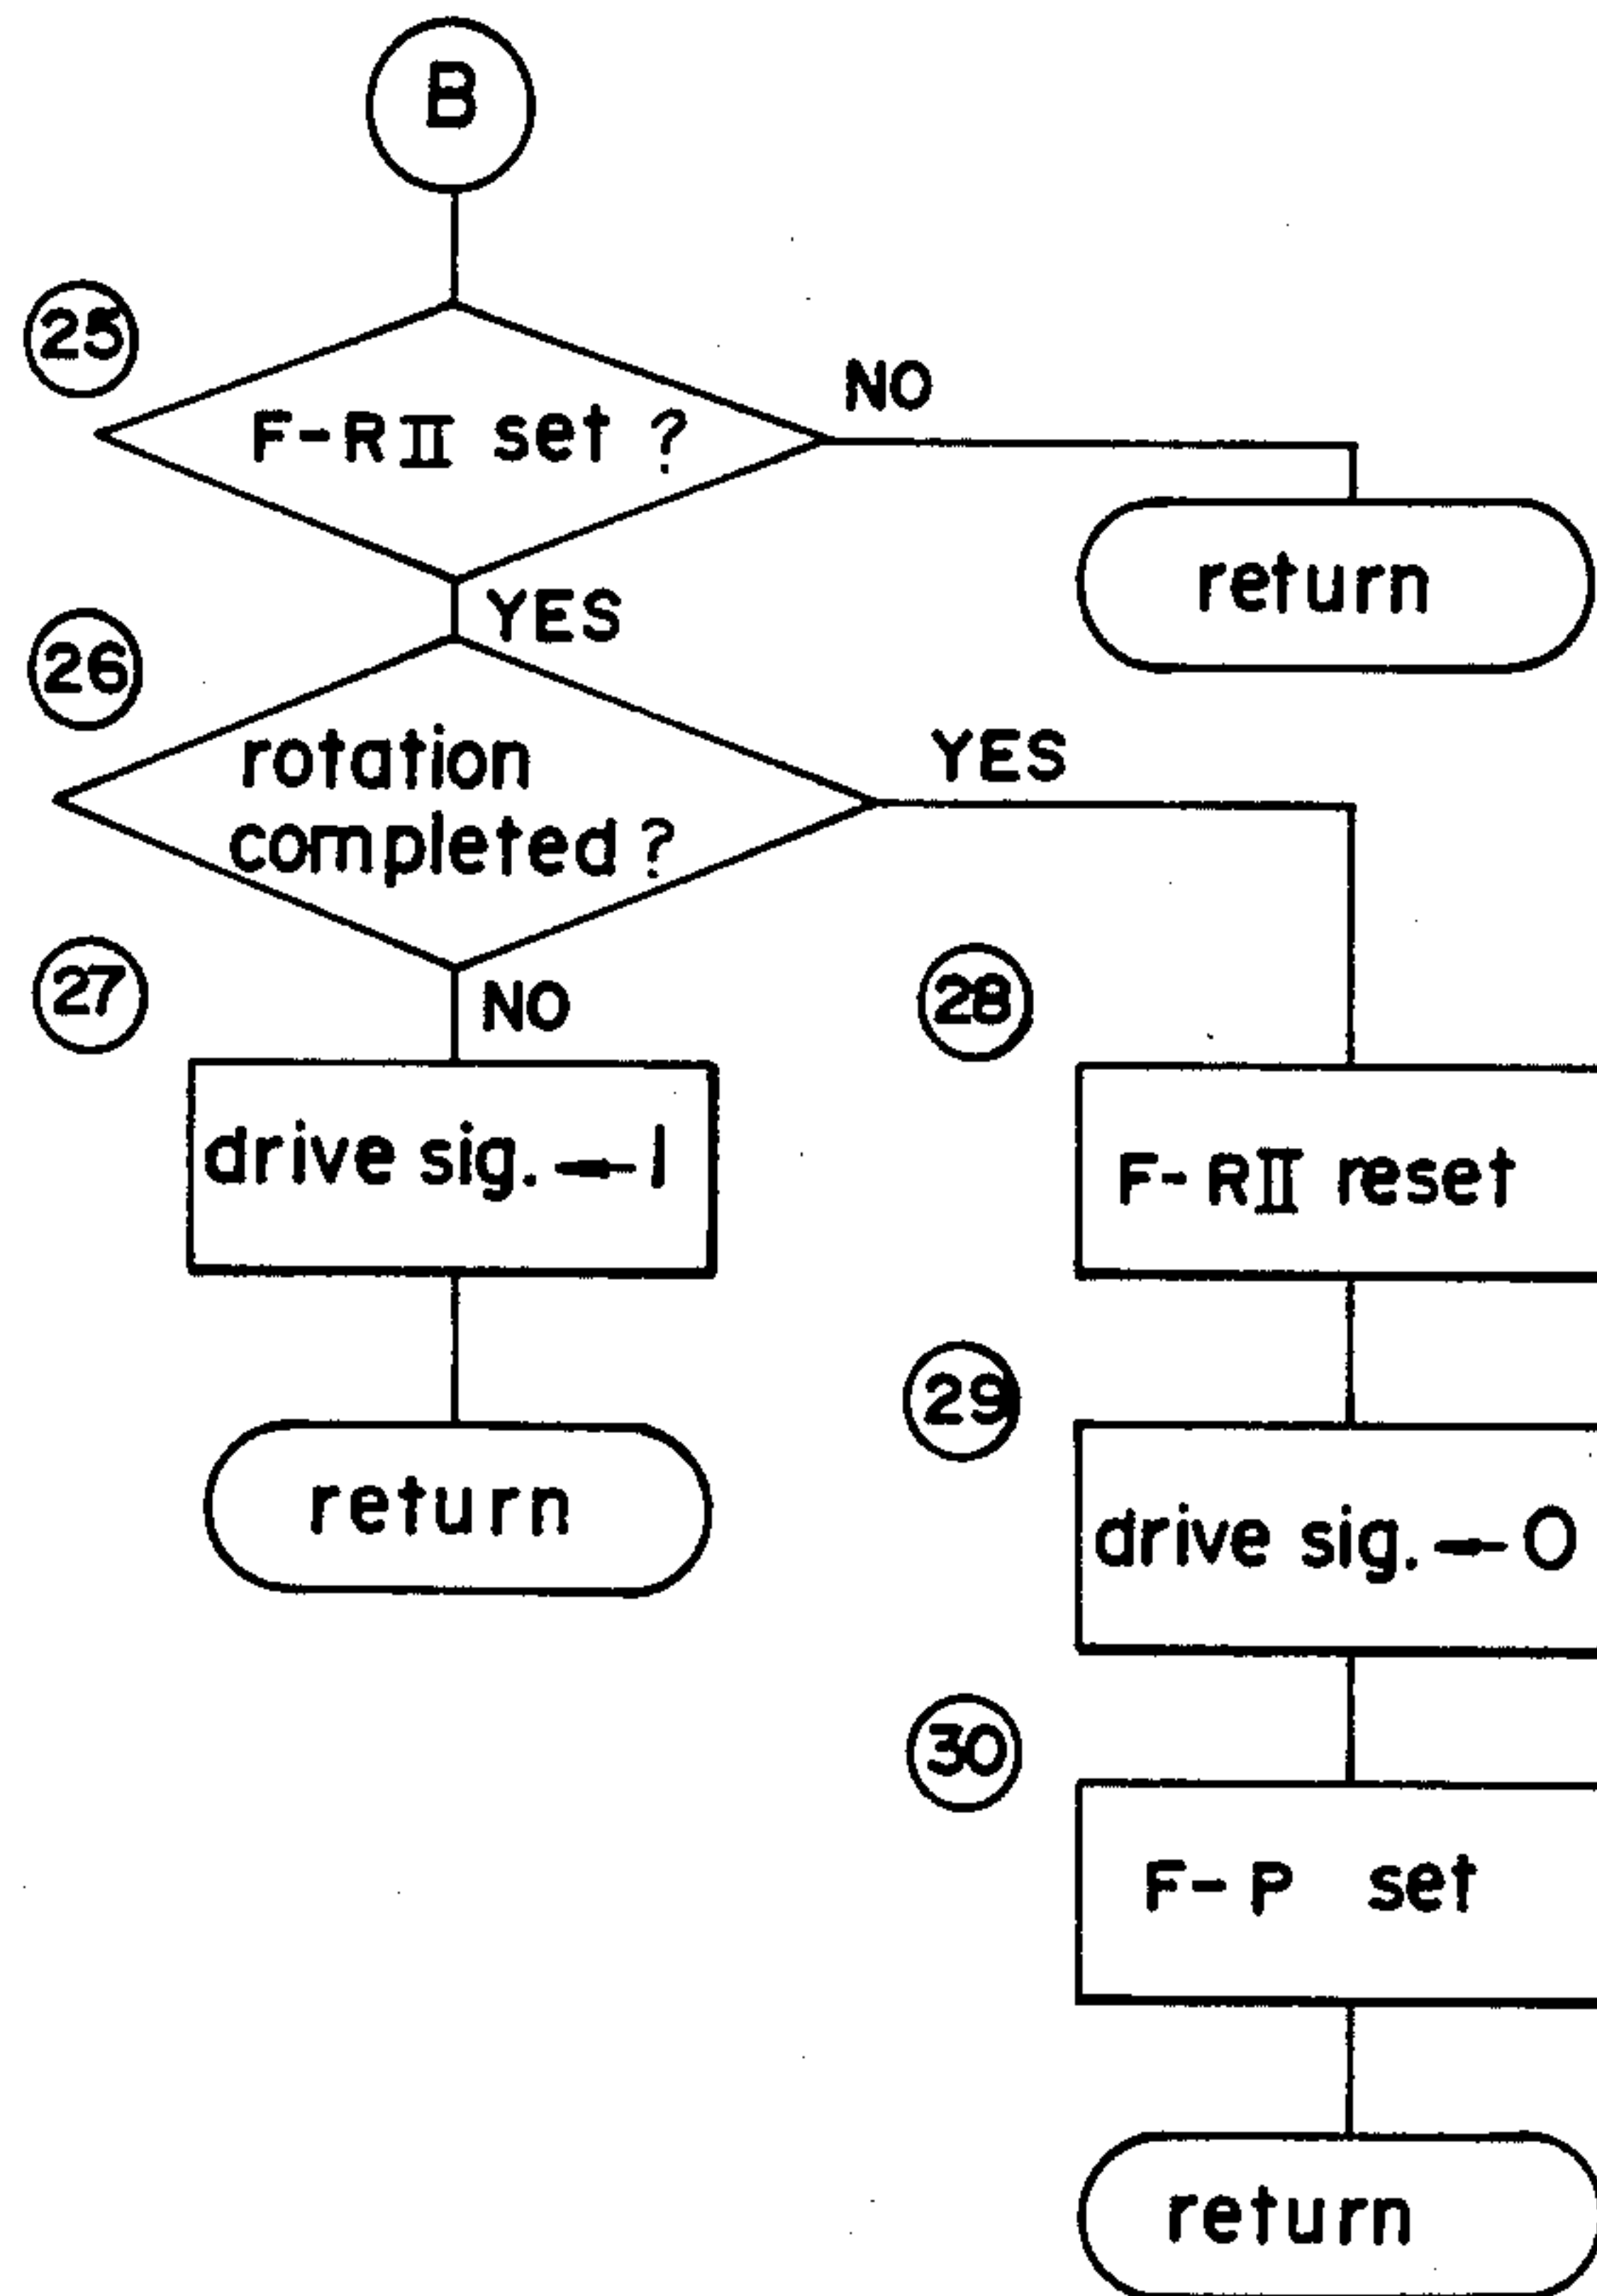 B
25
F-RII set ?
NO
return
YES
26
rotation
completed ?
YES
27
NO
28
drive sig. ← 1
F-RII reset
return
29
drive sig. ← 0
30
F-P set
return